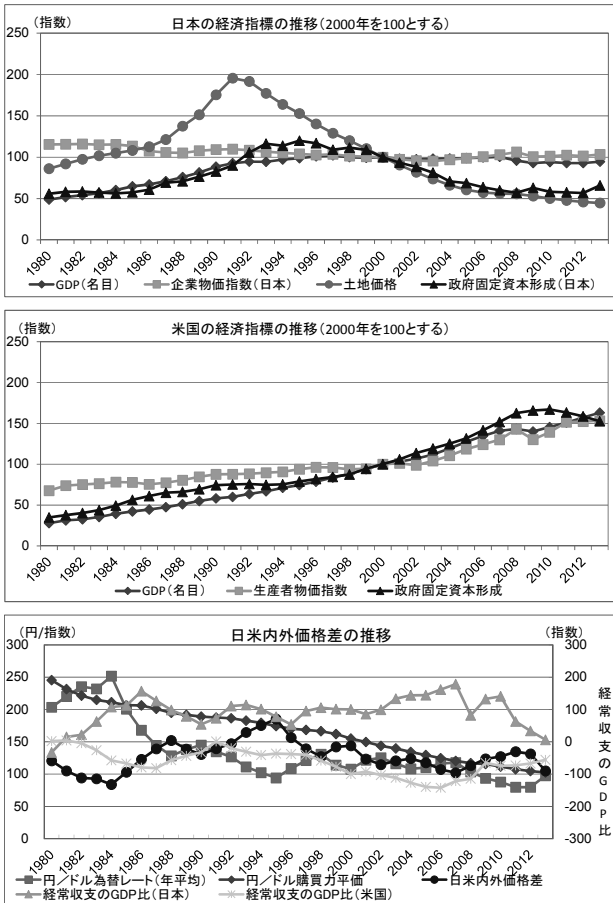 (指数)
日本の経済指標の推移(2000年を100とする)
250
200
150
100
50
0
1980 1982 1984 1986 1988 1990 1992 1994 1996 1998 2000 2002 2004 2006 2008 2010 2012
GDP(名目) 企業物価指数(日本) 土地価格 政府固定資本形成(日本)
(指数)
米国の経済指標の推移(2000年を100とする)
250
200
150
100
50
0
1980 1982 1984 1986 1988 1990 1992 1994 1996 1998 2000 2002 2004 2006 2008 2010 2012
GDP(名目) 生産者物価指数 政府固定資本形成
(円/指数)
日米内外価格差の推移
(指数)
300 300
250 200
200 100
150 0
100 -100
50 -200
0 -300
経常収支のGDP比
1980 1982 1984 1986 1988 1990 1992 1994 1996 1998 2000 2002 2004 2006 2008 2010 2012
円/ドル為替レート(年平均) 円/ドル購買力平価 日米内外価格差
経常収支のGDP比(日本) 経常収支のGDP比(米国)